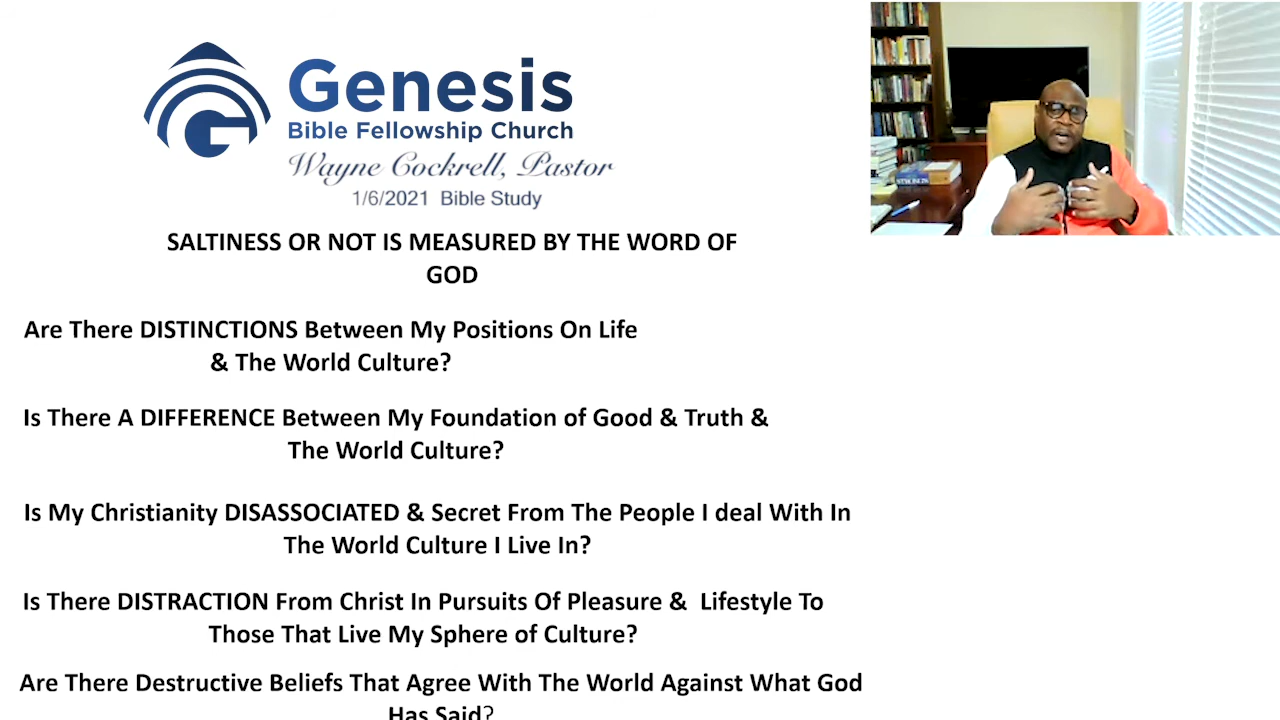 Genesis
Bible Fellowship Church
Wayne Cockrell, Pastor
1/6/2021 Bible Study
SALTINESS OR NOT IS MEASURED BY THE WORD OF
GOD
Are There DISTINCTIONS Between My Positions On Life
& The World Culture?
Is There A DIFFERENCE Between My Foundation of Good & Truth &
The World Culture?
Is My Christianity DISASSOCIATED & Secret From The People I deal With In
The World Culture I Live In?
Is There DISTRACTION From Christ In Pursuits Of Pleasure & Lifestyle To
Those That Live My Sphere of Culture?
Are There Destructive Beliefs That Agree With The World Against What God
Has Said?
STRONG'S